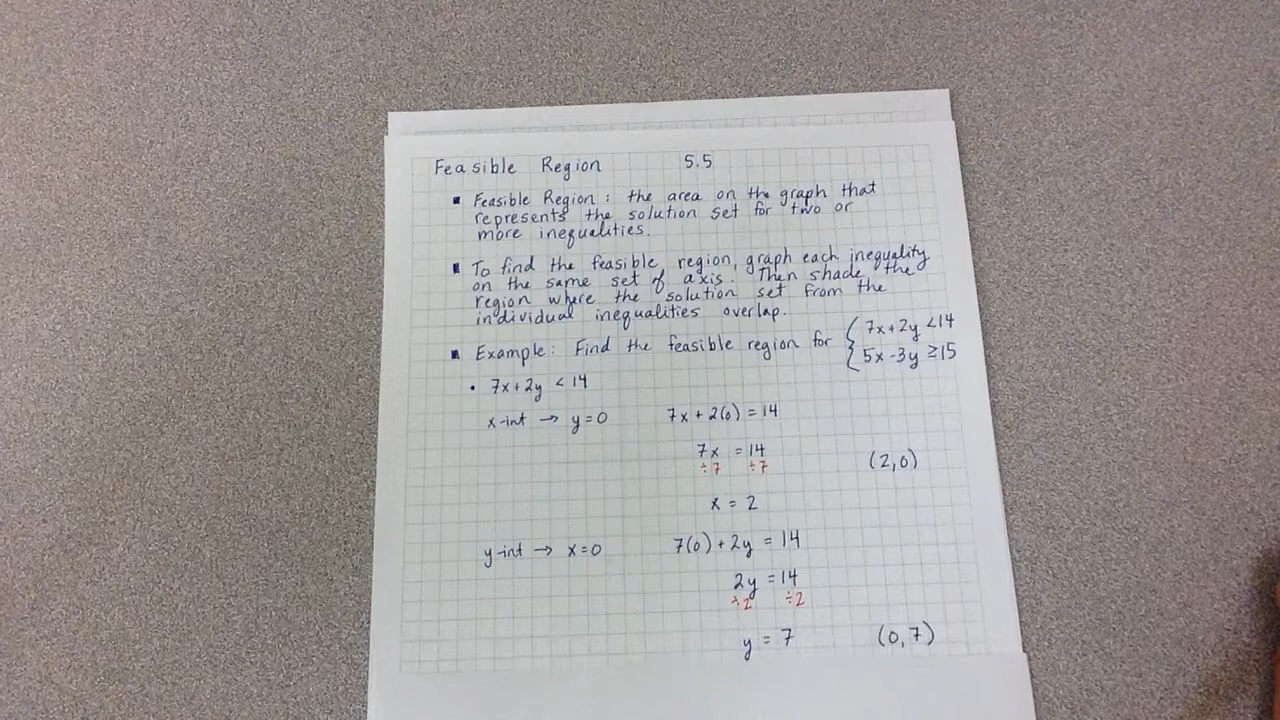 Feasible Region 5.5
▪ Feasible Region : the area on the graph that
represents the solution set for two or
more inequalities.
▪ To find the feasible region, graph each inequality
on the same set of axis. Then shade the
region where the solution set from the
individual inequalities overlap.
▪ Example: Find the feasible region for { 7x+2y <14
5x-3y ≥15
• 7x+2y < 14
x-int → y=0 7x + 2(0) = 14
7x = 14
÷7 ÷7 (2,0)
x = 2
y-int → x=0 7(0) + 2y = 14
2y = 14
÷2 ÷2
y = 7 (0,7)